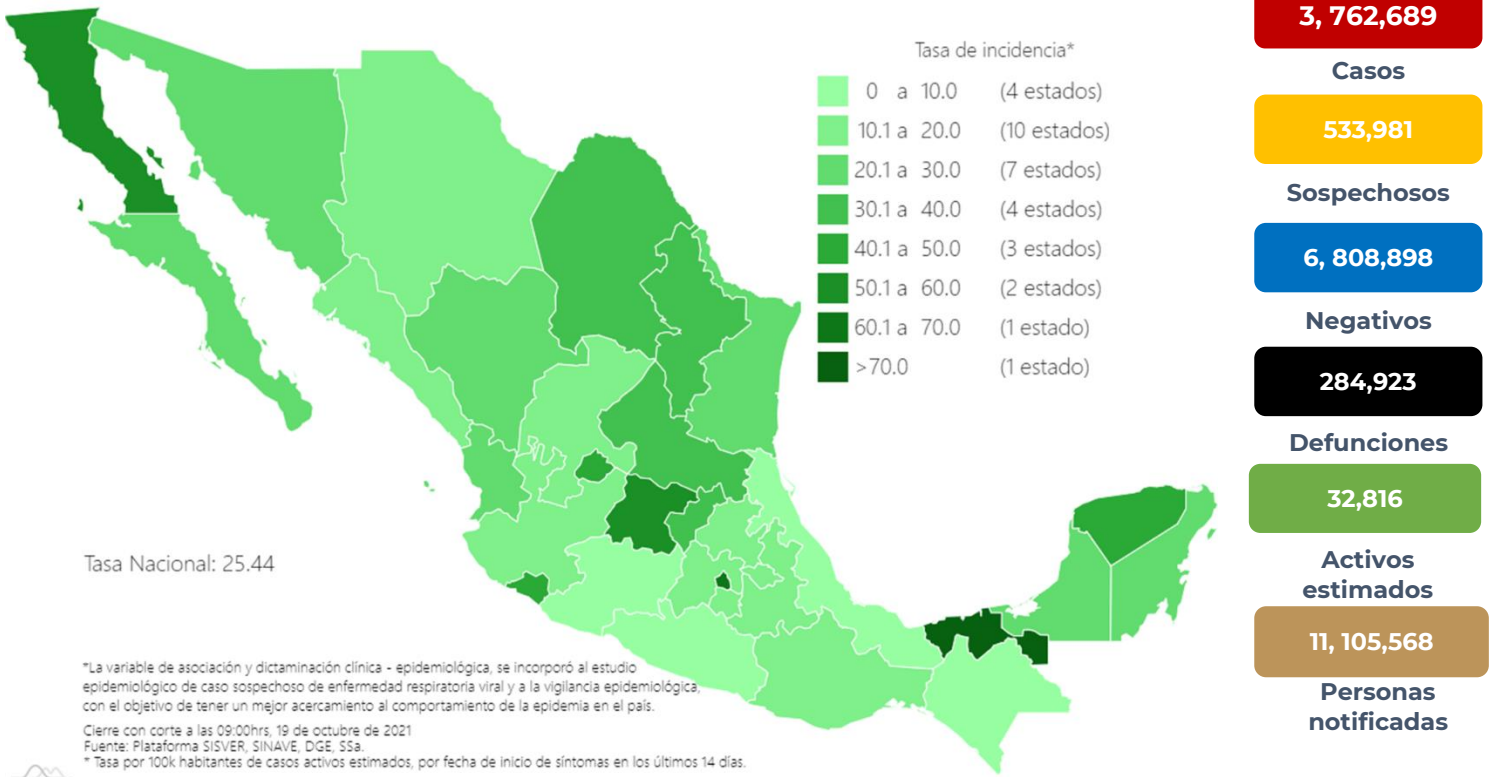 Tasa de incidencia*
0 a 10.0 (4 estados)
10.1 a 20.0 (10 estados)
20.1 a 30.0 (7 estados)
30.1 a 40.0 (4 estados)
40.1 a 50.0 (3 estados)
50.1 a 60.0 (2 estados)
60.1 a 70.0 (1 estado)
>70.0 (1 estado)
Tasa Nacional: 25.44
*La variable de asociación y dictaminación clínica - epidemiológica, se incorporó al estudio
epidemiológico de caso sospechoso de enfermedad respiratoria viral y a la vigilancia epidemiológica,
con el objetivo de tener un mejor acercamiento al comportamiento de la epidemia en el país.
Cierre con corte a las 09:00hrs, 19 de octubre de 2021
Fuente: Plataforma SISVER, SINAVE, DGE, SSa.
* Tasa por 100k habitantes de casos activos estimados, por fecha de inicio de síntomas en los últimos 14 días.
3, 762,689
Casos
533,981
Sospechosos
6, 808,898
Negativos
284,923
Defunciones
32,816
Activos
estimados
11, 105,568
Personas
notificadas